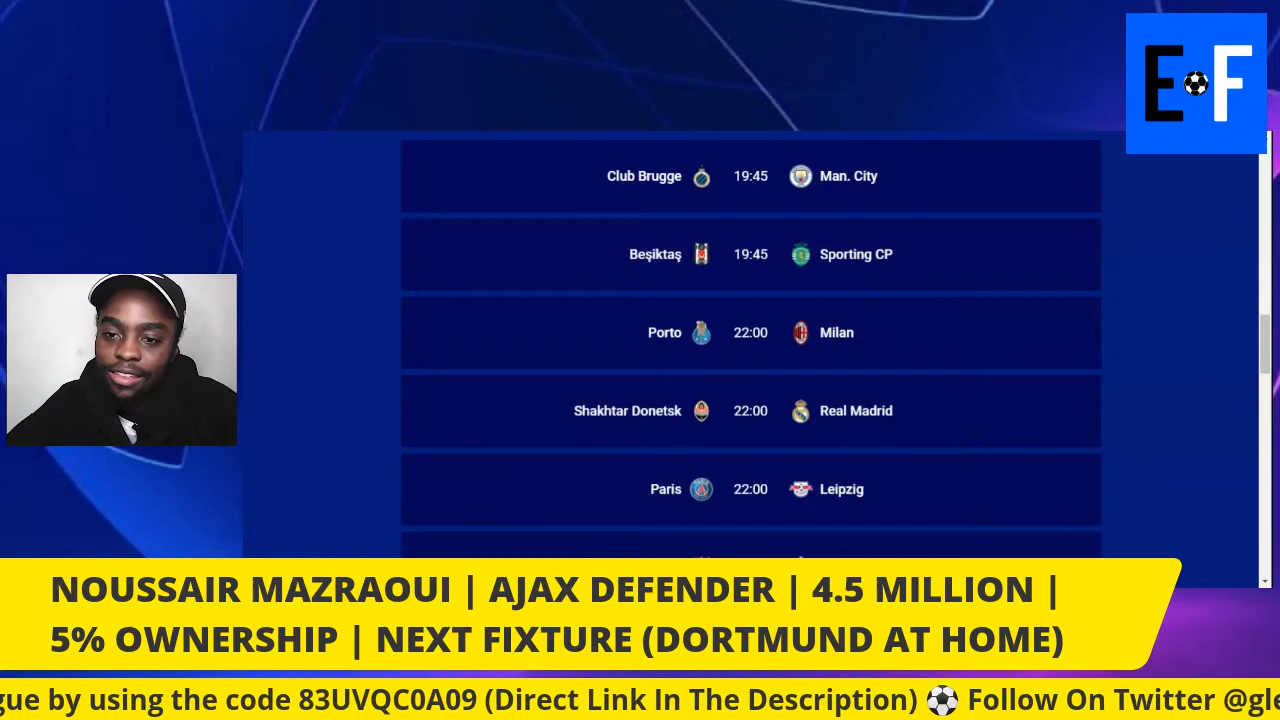 E F
Club Brugge 19:45 Man. City
Beşiktaş 19:45 Sporting CP
Porto 22:00 Milan
Shakhtar Donetsk 22:00 Real Madrid
Paris 22:00 Leipzig
NOUSSAIR MAZRAOUI | AJAX DEFENDER | 4.5 MILLION |
5% OWNERSHIP | NEXT FIXTURE (DORTMUND AT HOME)
gue by using the code 83UVQC0A09 (Direct Link In The Description) ⚽ Follow On Twitter @gle